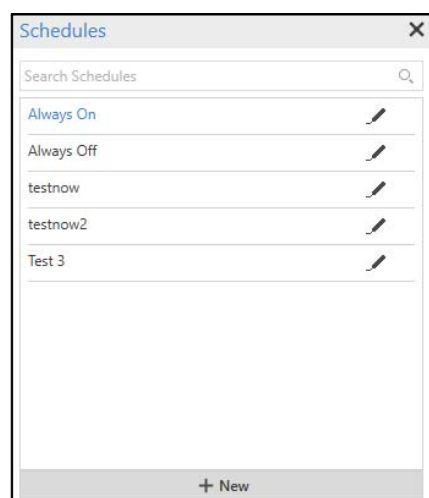 Schedules
Search Schedules
Always On
Always Off
testnow
testnow2
Test 3
+ New